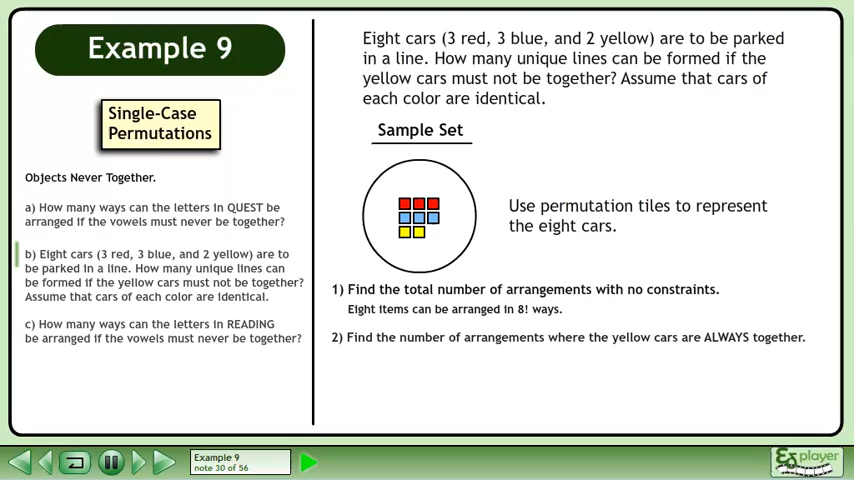 Example 9
Single-Case
Permutations
Objects Never Together.
a) How many ways can the letters in QUEST be
arranged if the vowels must never be together?
b) Eight cars (3 red, 3 blue, and 2 yellow) are to
be parked in a line. How many unique lines can
be formed if the yellow cars must not be together?
Assume that cars of each color are identical.
c) How many ways can the letters in READING
be arranged if the vowels must never be together?
Eight cars (3 red, 3 blue, and 2 yellow) are to be parked
in a line. How many unique lines can be formed if the
yellow cars must not be together? Assume that cars of
each color are identical.
Sample Set
Use permutation tiles to represent
the eight cars.
1) Find the total number of arrangements with no constraints.
Eight items can be arranged in 8! ways.
2) Find the number of arrangements where the yellow cars are ALWAYS together.
Example 9
note 30 of 56
player